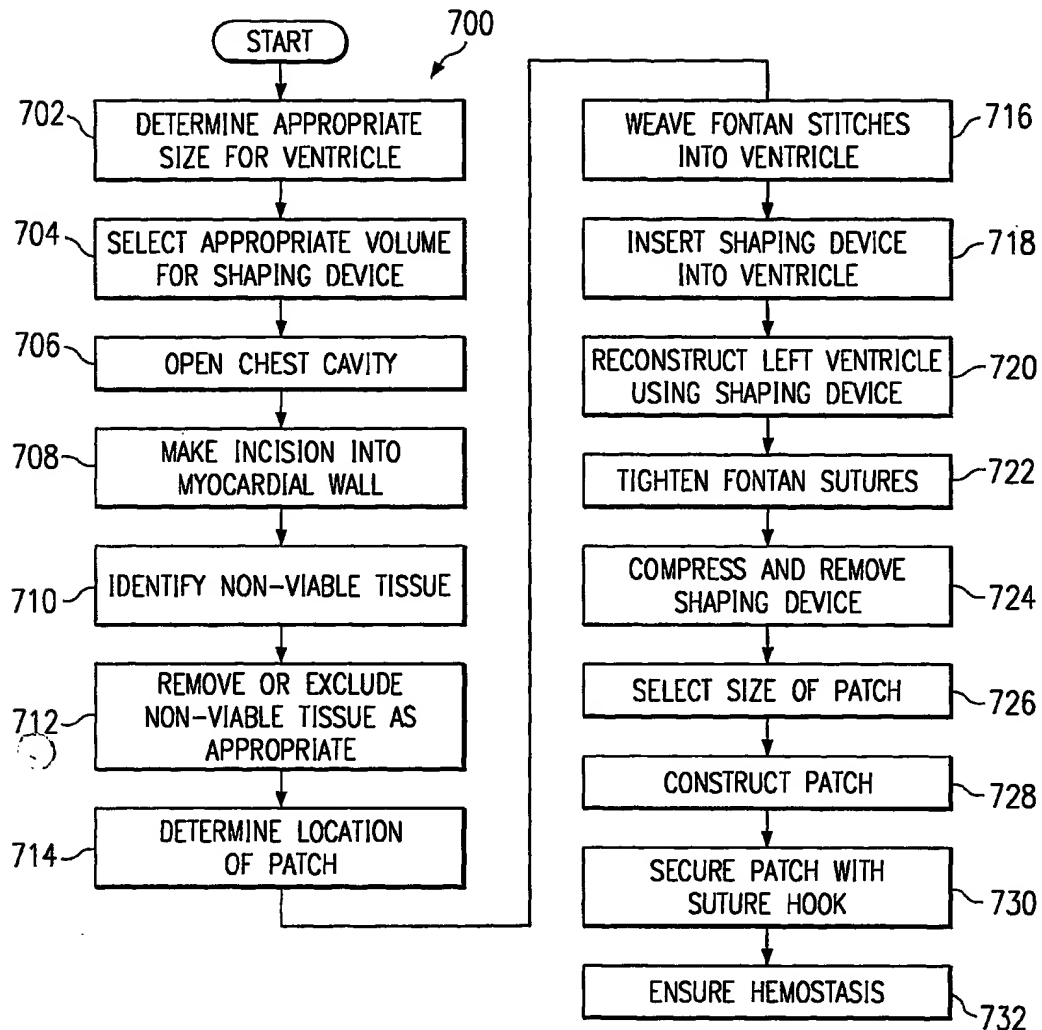 START
700
702
DETERMINE APPROPRIATE
SIZE FOR VENTRICLE
704
SELECT APPROPRIATE VOLUME
FOR SHAPING DEVICE
706
OPEN CHEST CAVITY
708
MAKE INCISION INTO
MYOCARDIAL WALL
710
IDENTIFY NON-VIABLE TISSUE
712
REMOVE OR EXCLUDE
NON-VIABLE TISSUE AS
APPROPRIATE
714
DETERMINE LOCATION
OF PATCH
WEAVE FONTAN STITCHES
INTO VENTRICLE
716
INSERT SHAPING DEVICE
INTO VENTRICLE
718
RECONSTRUCT LEFT VENTRICLE
USING SHAPING DEVICE
720
TIGHTEN FONTAN SUTURES
722
COMPRESS AND REMOVE
SHAPING DEVICE
724
SELECT SIZE OF PATCH
726
CONSTRUCT PATCH
728
SECURE PATCH WITH
SUTURE HOOK
730
ENSURE HEMOSTASIS
732